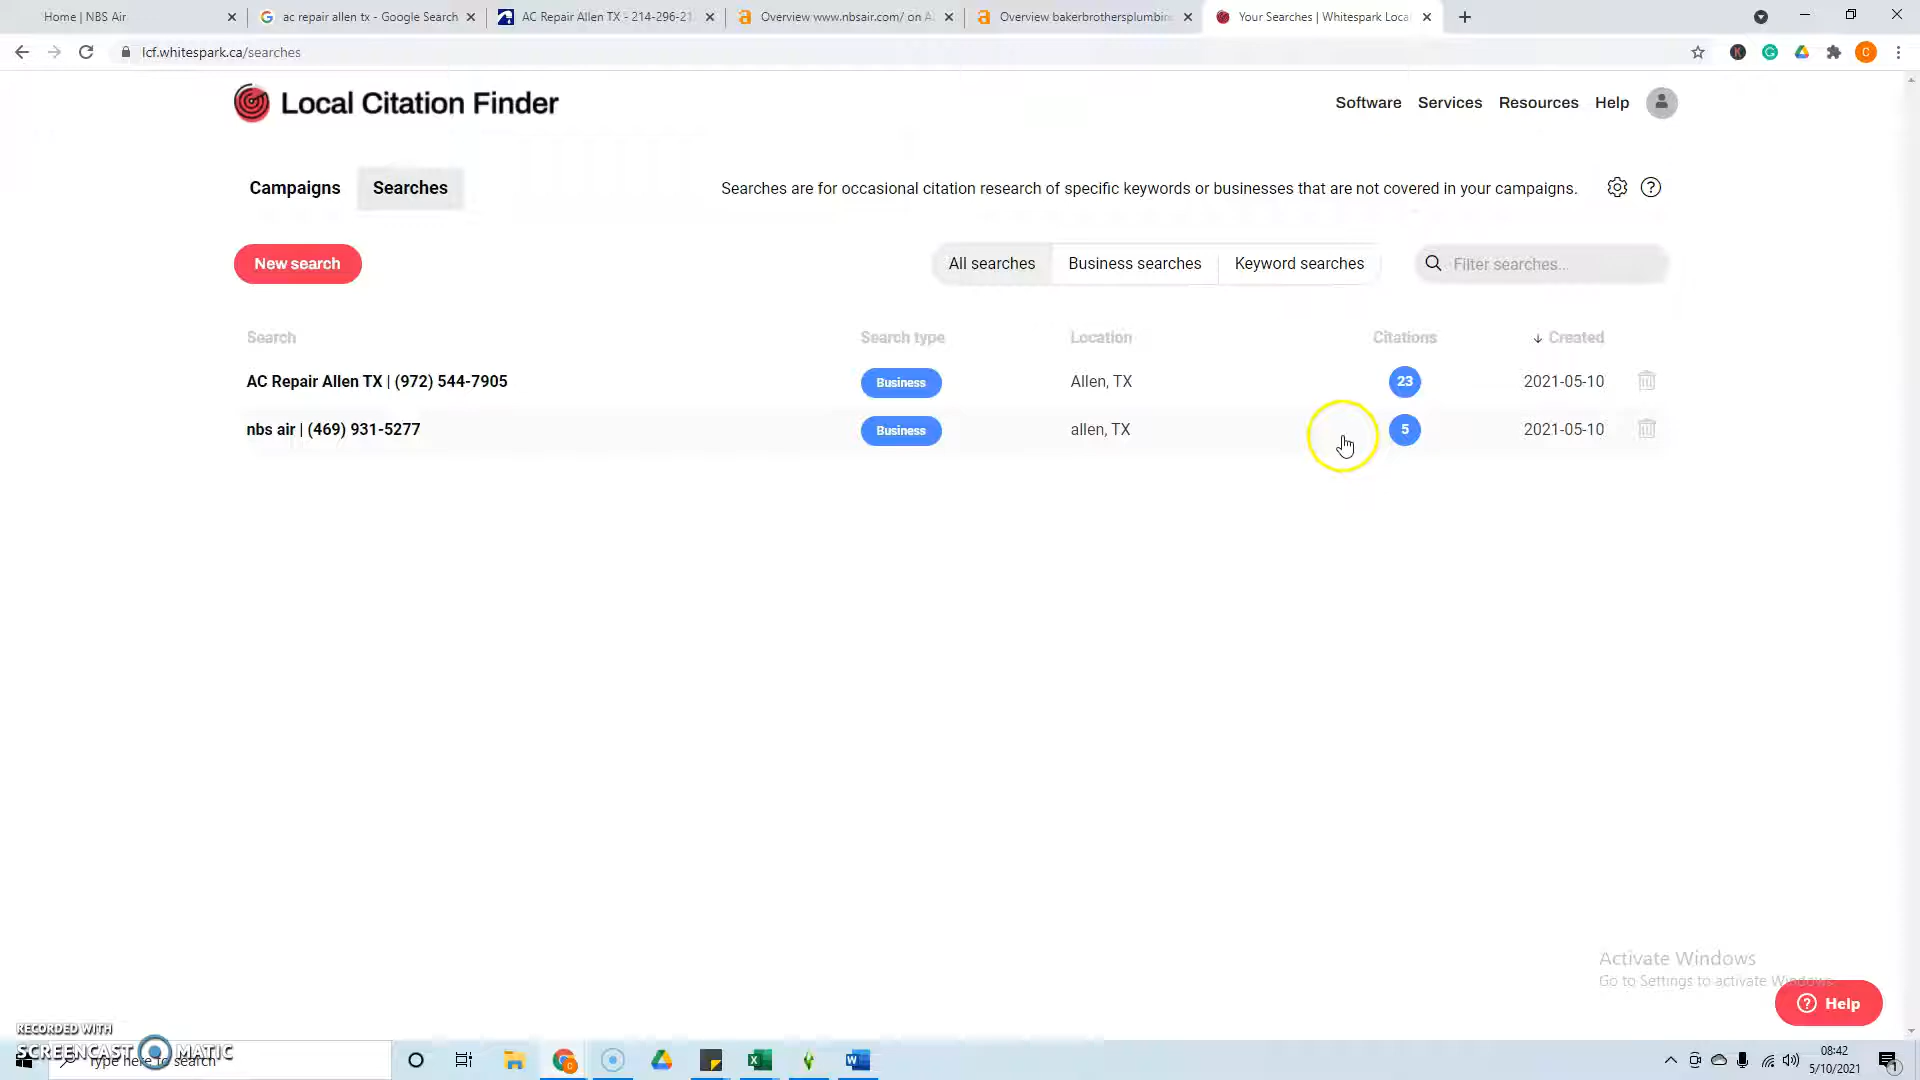 Home | NBS Air
ac repair allen tx - Google Search
AC Repair Allen TX - 214-296-21
Overview www.nbsair.com/ on A
Overview bakerbrothersplumbin
Your Searches | Whitespark Loca
lcf.whitespark.ca/searches
Local Citation Finder
Software Services Resources Help
Campaigns Searches
Searches are for occasional citation research of specific keywords or businesses that are not covered in your campaigns.
New search
All searches Business searches Keyword searches
Filter searches...
Search Search type Location Citations Created
AC Repair Allen TX | (972) 544-7905 Business Allen, TX 23 2021-05-10
nbs air | (469) 931-5277 Business allen, TX 5 2021-05-10
Activate Windows
Go to Settings to activate Windows.
Help
RECORDED WITH
SCREENCAST MATIC
Type here to search
08:42
5/10/2021